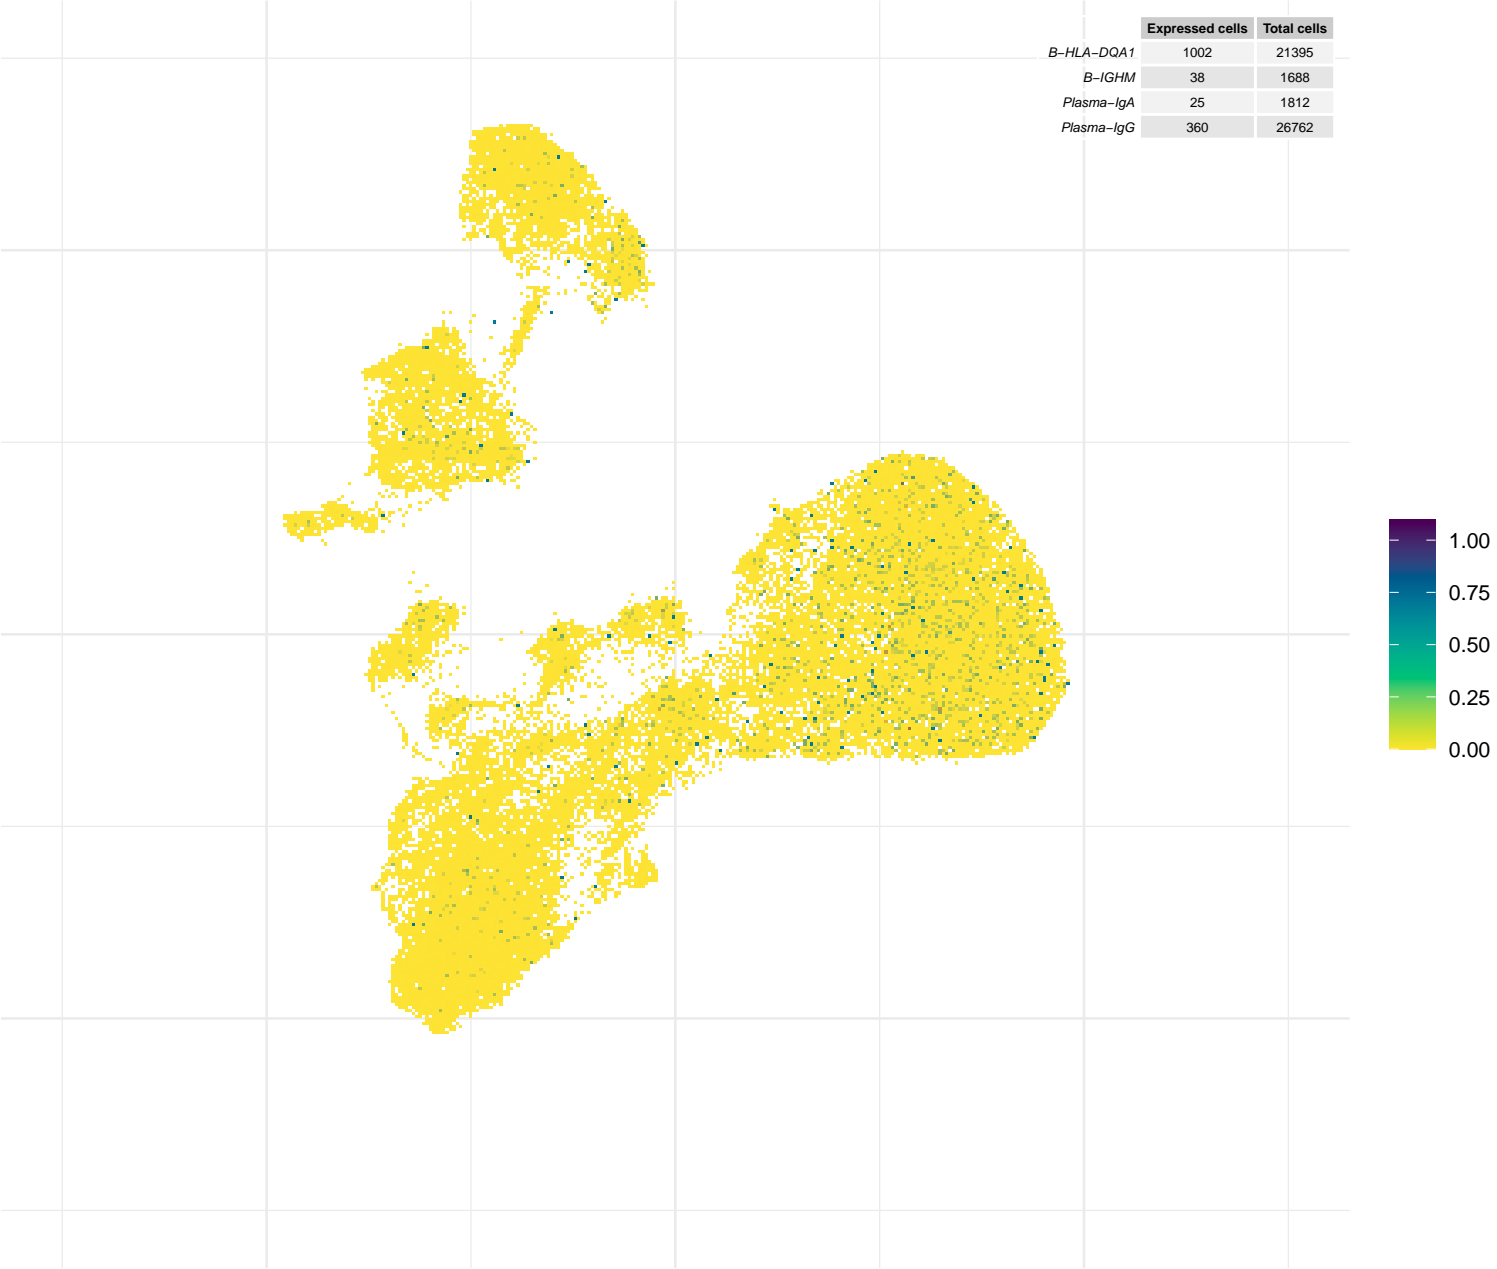 Expressed cells Total cells
B−HLA−DQA1 1002 21395
B−IGHM 38 1688
Plasma−IgA 25 1812
Plasma−IgG 360 26762
1.00
0.75
0.50
0.25
0.00